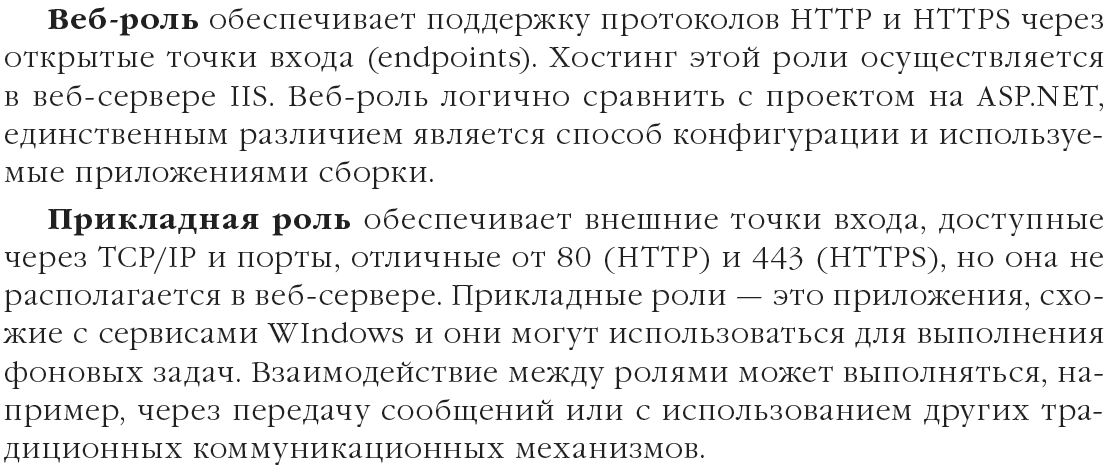 Веб-роль обеспечивает поддержку протоколов HTTP и HTTPS через
открытые точки входа (endpoints). Хостинг этой роли осуществляется
в веб-сервере IIS. Веб-роль логично сравнить с проектом на ASP.NET,
единственным различием является способ конфигурации и используе-
мые приложениями сборки.
Прикладная роль обеспечивает внешние точки входа, доступные
через TCP/IP и порты, отличные от 80 (HTTP) и 443 (HTTPS), но она не
располагается в веб-сервере. Прикладные роли — это приложения, схо-
жие с сервисами WIndows и они могут использоваться для выполнения
фоновых задач. Взаимодействие между ролями может выполняться, на-
пример, через передачу сообщений или с использованием других тра-
диционных коммуникационных механизмов.